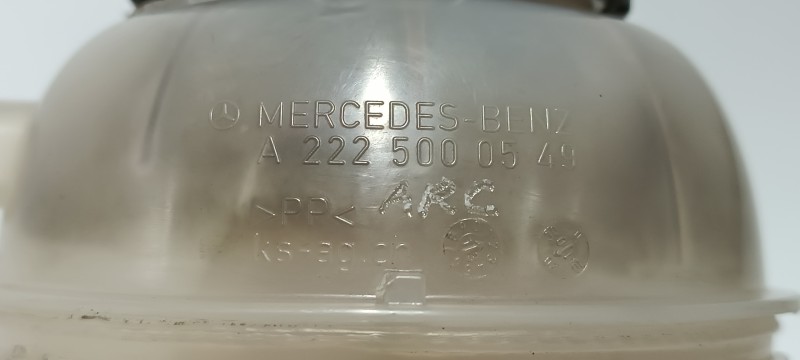 MERCEDES-BENZ
A 222 500 05 49
>PP< ARC